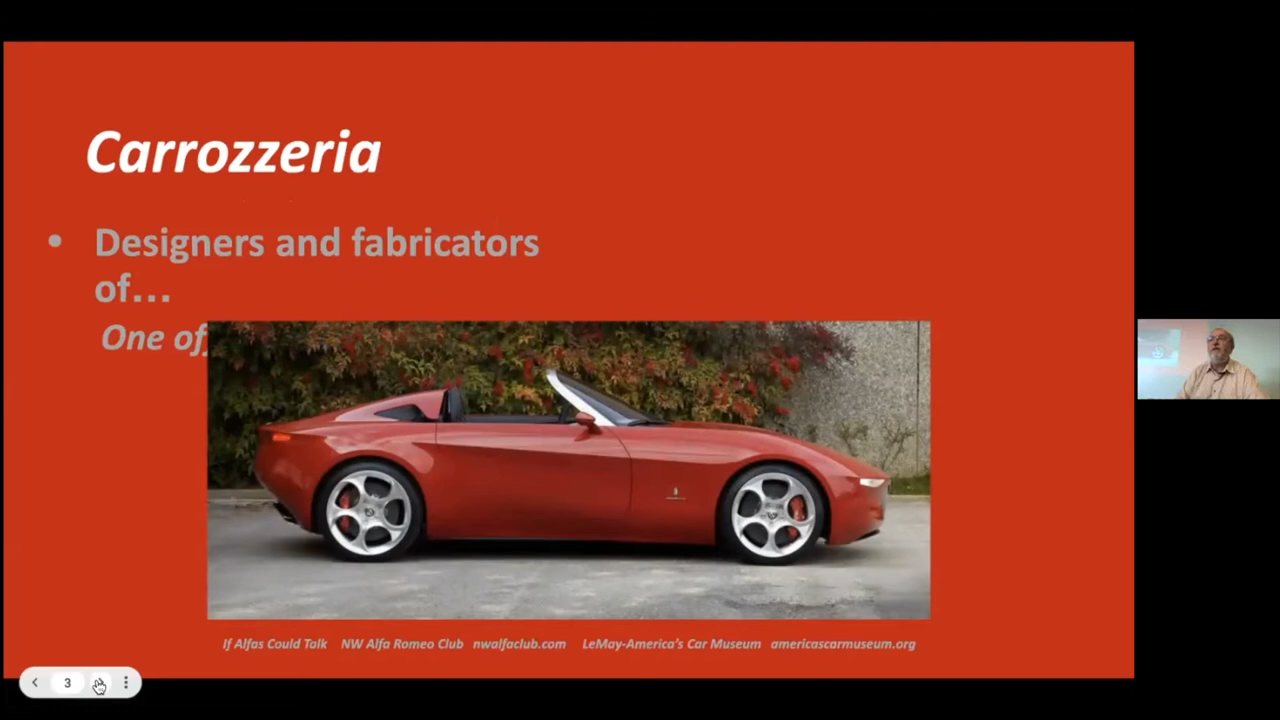 Carrozzeria
• Designers and fabricators
of...
One of
If Alfas Could Talk NW Alfa Romeo Club nwalfaclub.com LeMay-America's Car Museum americascarmuseum.org
3